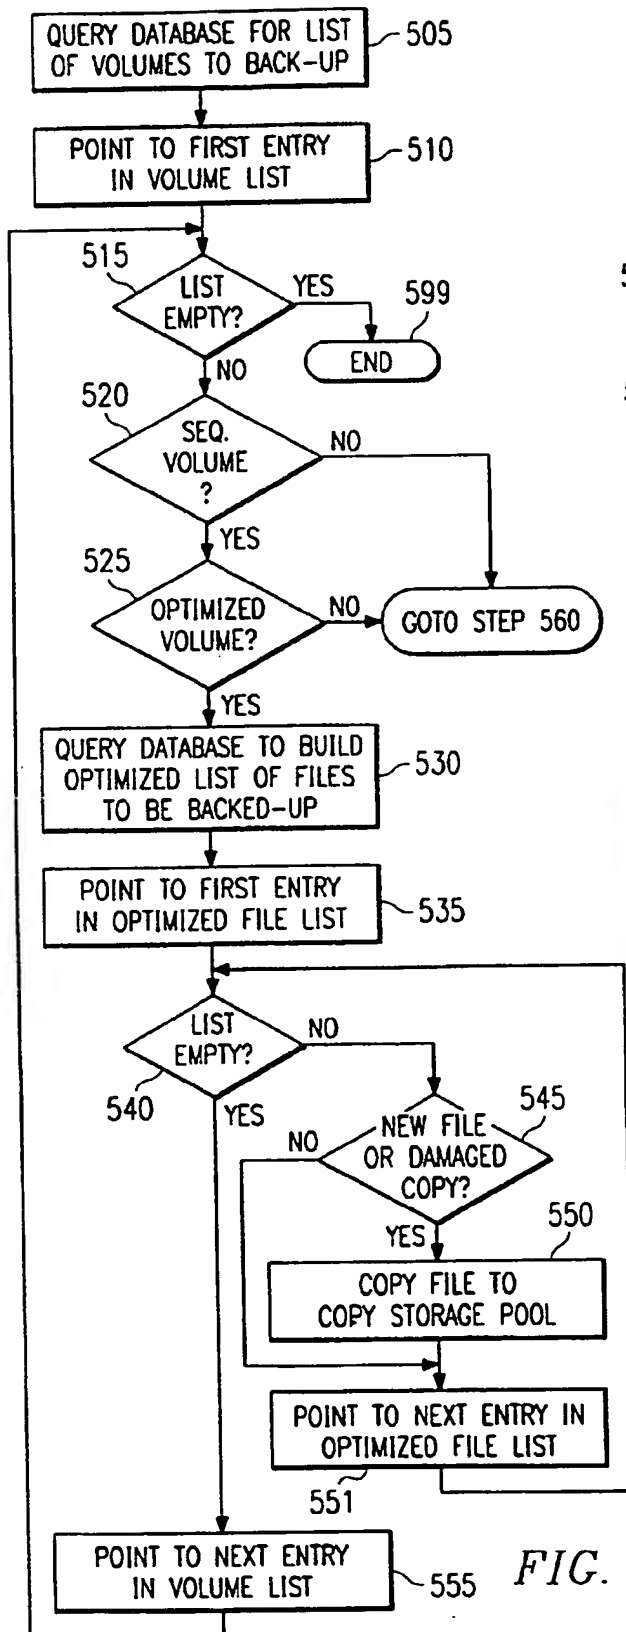 QUERY DATABASE FOR LIST
OF VOLUMES TO BACK-UP
505
POINT TO FIRST ENTRY
IN VOLUME LIST
510
515
LIST
EMPTY?
YES
599
END
NO
520
SEQ.
VOLUME
?
NO
YES
525
OPTIMIZED
VOLUME?
NO
GOTO STEP 560
YES
QUERY DATABASE TO BUILD
OPTIMIZED LIST OF FILES
TO BE BACKED-UP
530
POINT TO FIRST ENTRY
IN OPTIMIZED FILE LIST
535
LIST
EMPTY?
NO
540
YES
545
NEW FILE
OR DAMAGED
COPY?
NO
YES
550
COPY FILE TO
COPY STORAGE POOL
POINT TO NEXT ENTRY IN
OPTIMIZED FILE LIST
551
POINT TO NEXT ENTRY
IN VOLUME LIST
555
FIG.